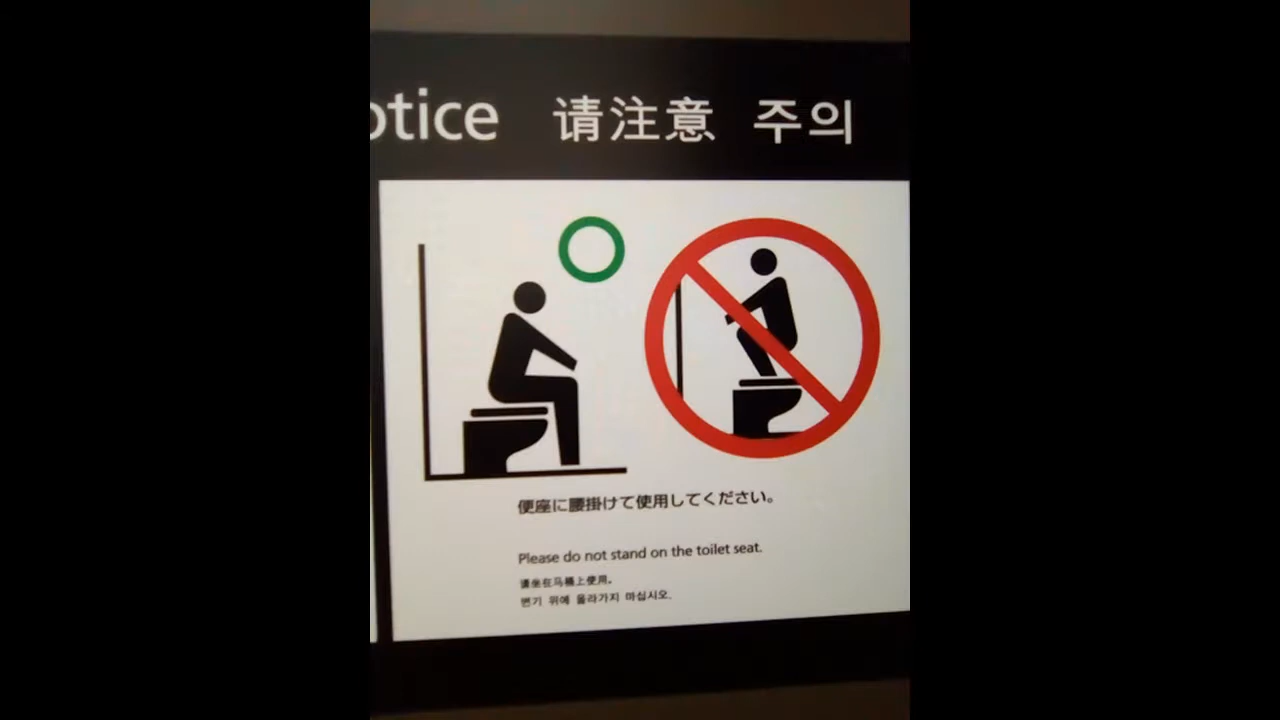 otice 请注意 주의
便座に腰掛けて使用してください。
Please do not stand on the toilet seat.
请坐在马桶上使用。
변기 위에 올라가지 마십시오.